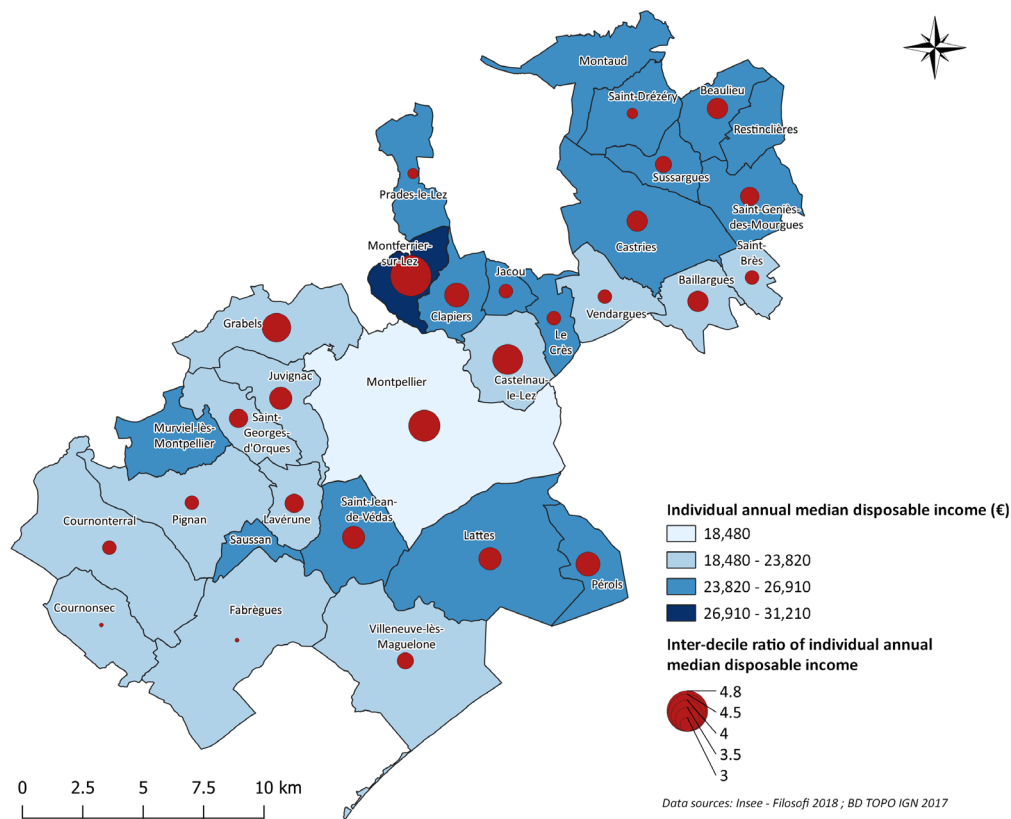 Montaud
Saint-Drézéry
Beaulieu
Restinclières
Sussargues
Prades-le-Lez
Saint-Geniès-
des-Mourgues
Castries
Montferrier-
sur-Lez
Saint-
Brès
Jacou
Baillargues
Clapiers
Vendargues
Grabels
Le
Crès
Juvignac
Montpellier
Castelnau-
le-Lez
Saint-
Georges-
d'Orques
Murviel-lès-
Montpellier
Saint-Jean-
de-Védas
Cournonterral
Pignan
Lavérune
Saussan
Lattes
Pérols
Cournonsec
Fabrègues
Villeneuve-lès-
Maguelone
Individual annual median disposable income (€)
18,480
18,480 - 23,820
23,820 - 26,910
26,910 - 31,210
Inter-decile ratio of individual annual
median disposable income
4.8
4.5
4
3.5
3
0 2.5 5 7.5 10 km
Data sources: Insee - Filosofi 2018 ; BD TOPO IGN 2017